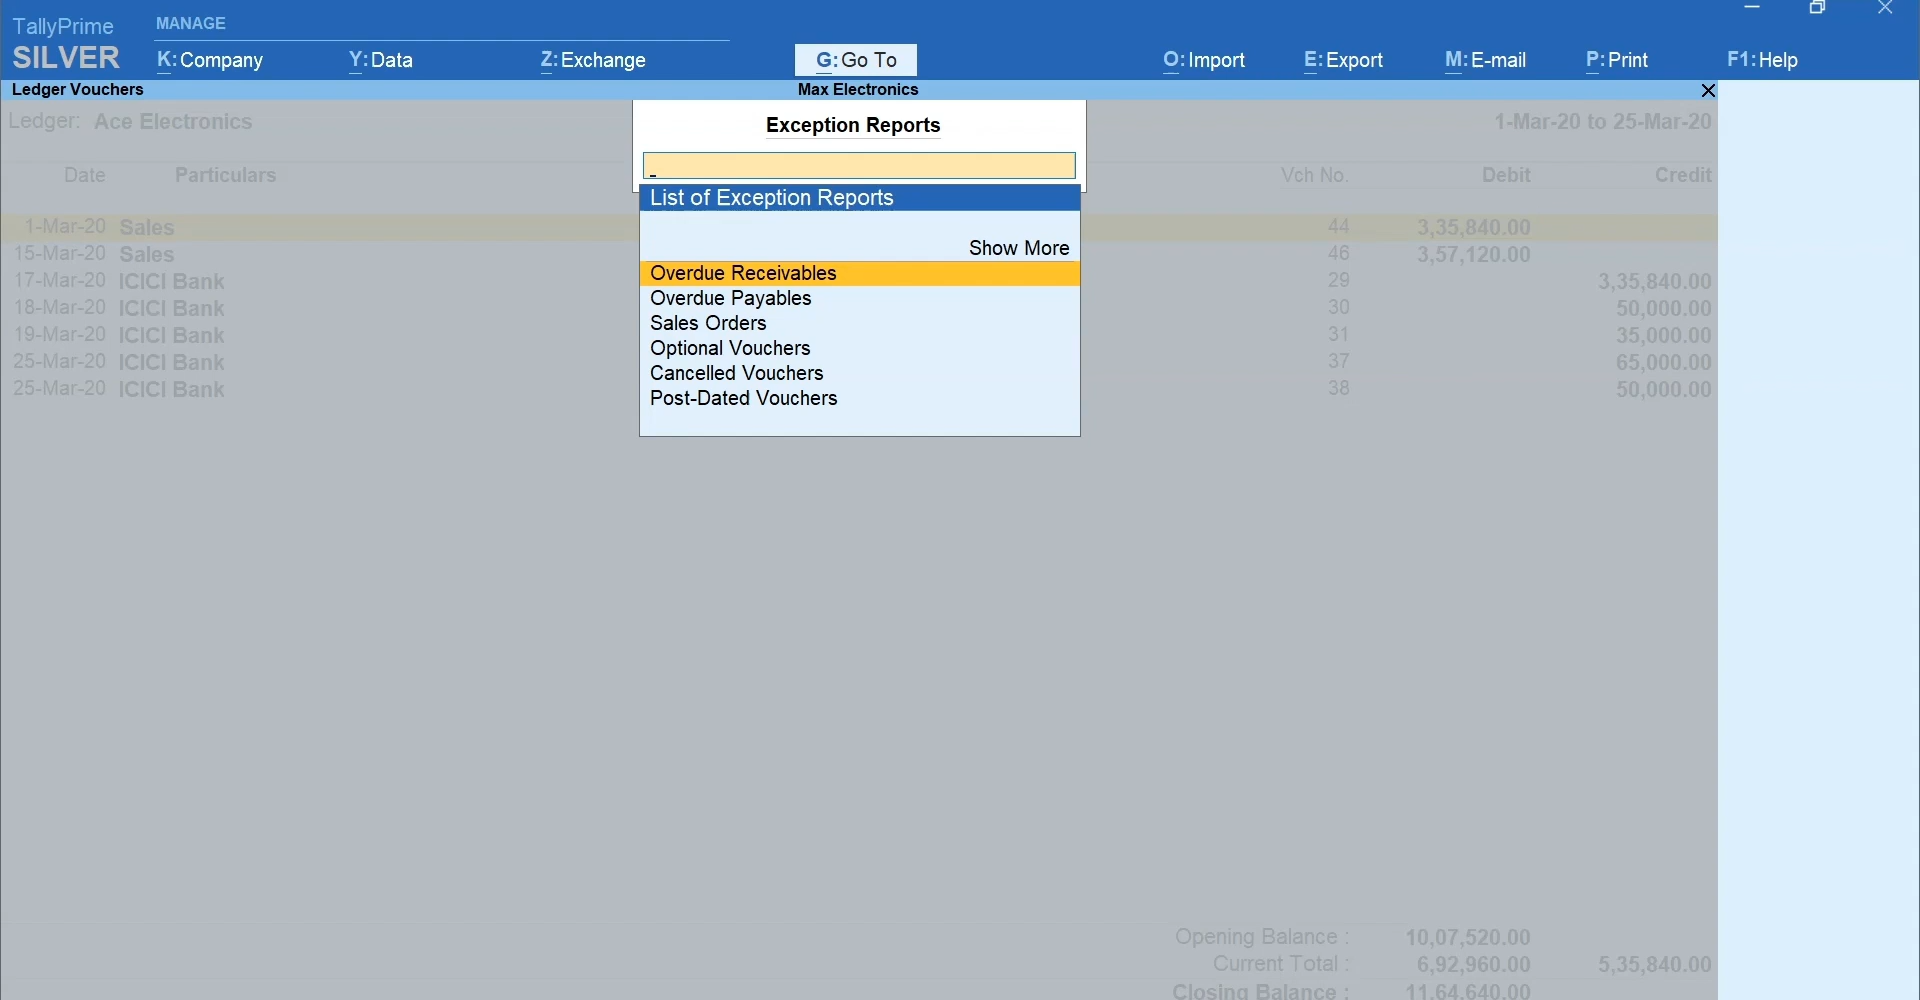 TallyPrime
SILVER
MANAGE
K: Company Y: Data Z: Exchange G: Go To O: Import E: Export M: E-mail P: Print F1: Help
Ledger Vouchers Max Electronics
Ledger: Ace Electronics 1-Mar-20 to 25-Mar-20
Exception Reports
List of Exception Reports
Show More
Overdue Receivables
Overdue Payables
Sales Orders
Optional Vouchers
Cancelled Vouchers
Post-Dated Vouchers
Date Particulars Vch No. Debit Credit
1-Mar-20 Sales 44 3,35,840.00
15-Mar-20 Sales 46 3,57,120.00
17-Mar-20 ICICI Bank 29 3,35,840.00
18-Mar-20 ICICI Bank 30 50,000.00
19-Mar-20 ICICI Bank 31 35,000.00
25-Mar-20 ICICI Bank 37 65,000.00
25-Mar-20 ICICI Bank 38 50,000.00
Opening Balance : 10,07,520.00
Current Total : 6,92,960.00 5,35,840.00
Closing Balance : 11,64,640.00